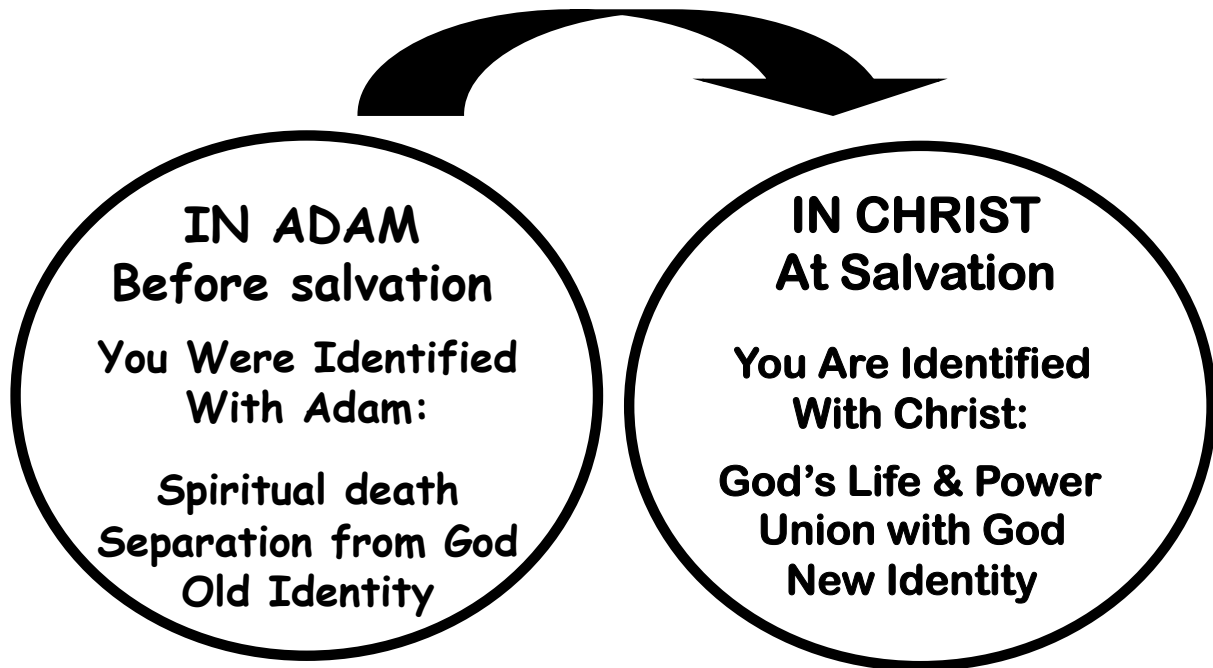 IN ADAM
Before salvation
You Were Identified
With Adam:
Spiritual death
Separation from God
Old Identity
IN CHRIST
At Salvation
You Are Identified
With Christ:
God’s Life & Power
Union with God
New Identity